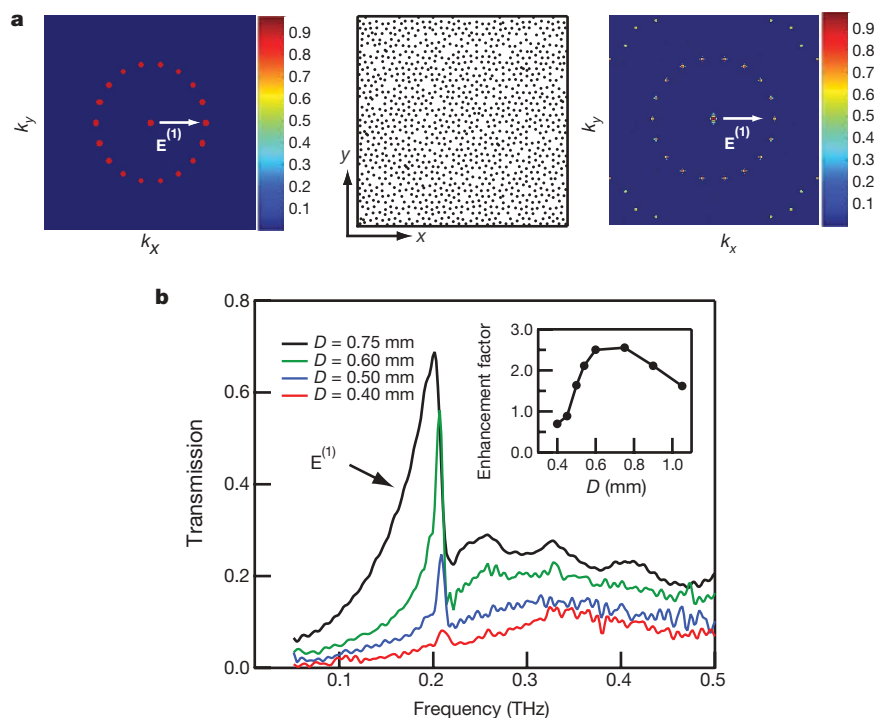 a
0.9
0.8
0.7
0.6
0.5
0.4
0.3
0.2
0.1
k_y
E^(1)
k_x
y
x
k_y
E^(1)
k_x
0.9
0.8
0.7
0.6
0.5
0.4
0.3
0.2
0.1
b
Transmission
0.8
0.6
0.4
0.2
0.0
D = 0.75 mm
D = 0.60 mm
D = 0.50 mm
D = 0.40 mm
E^(1)
Enhancement factor
3.0
2.0
1.0
0.0
0.4 0.6 0.8 1.0
D (mm)
0.1 0.2 0.3 0.4 0.5
Frequency (THz)